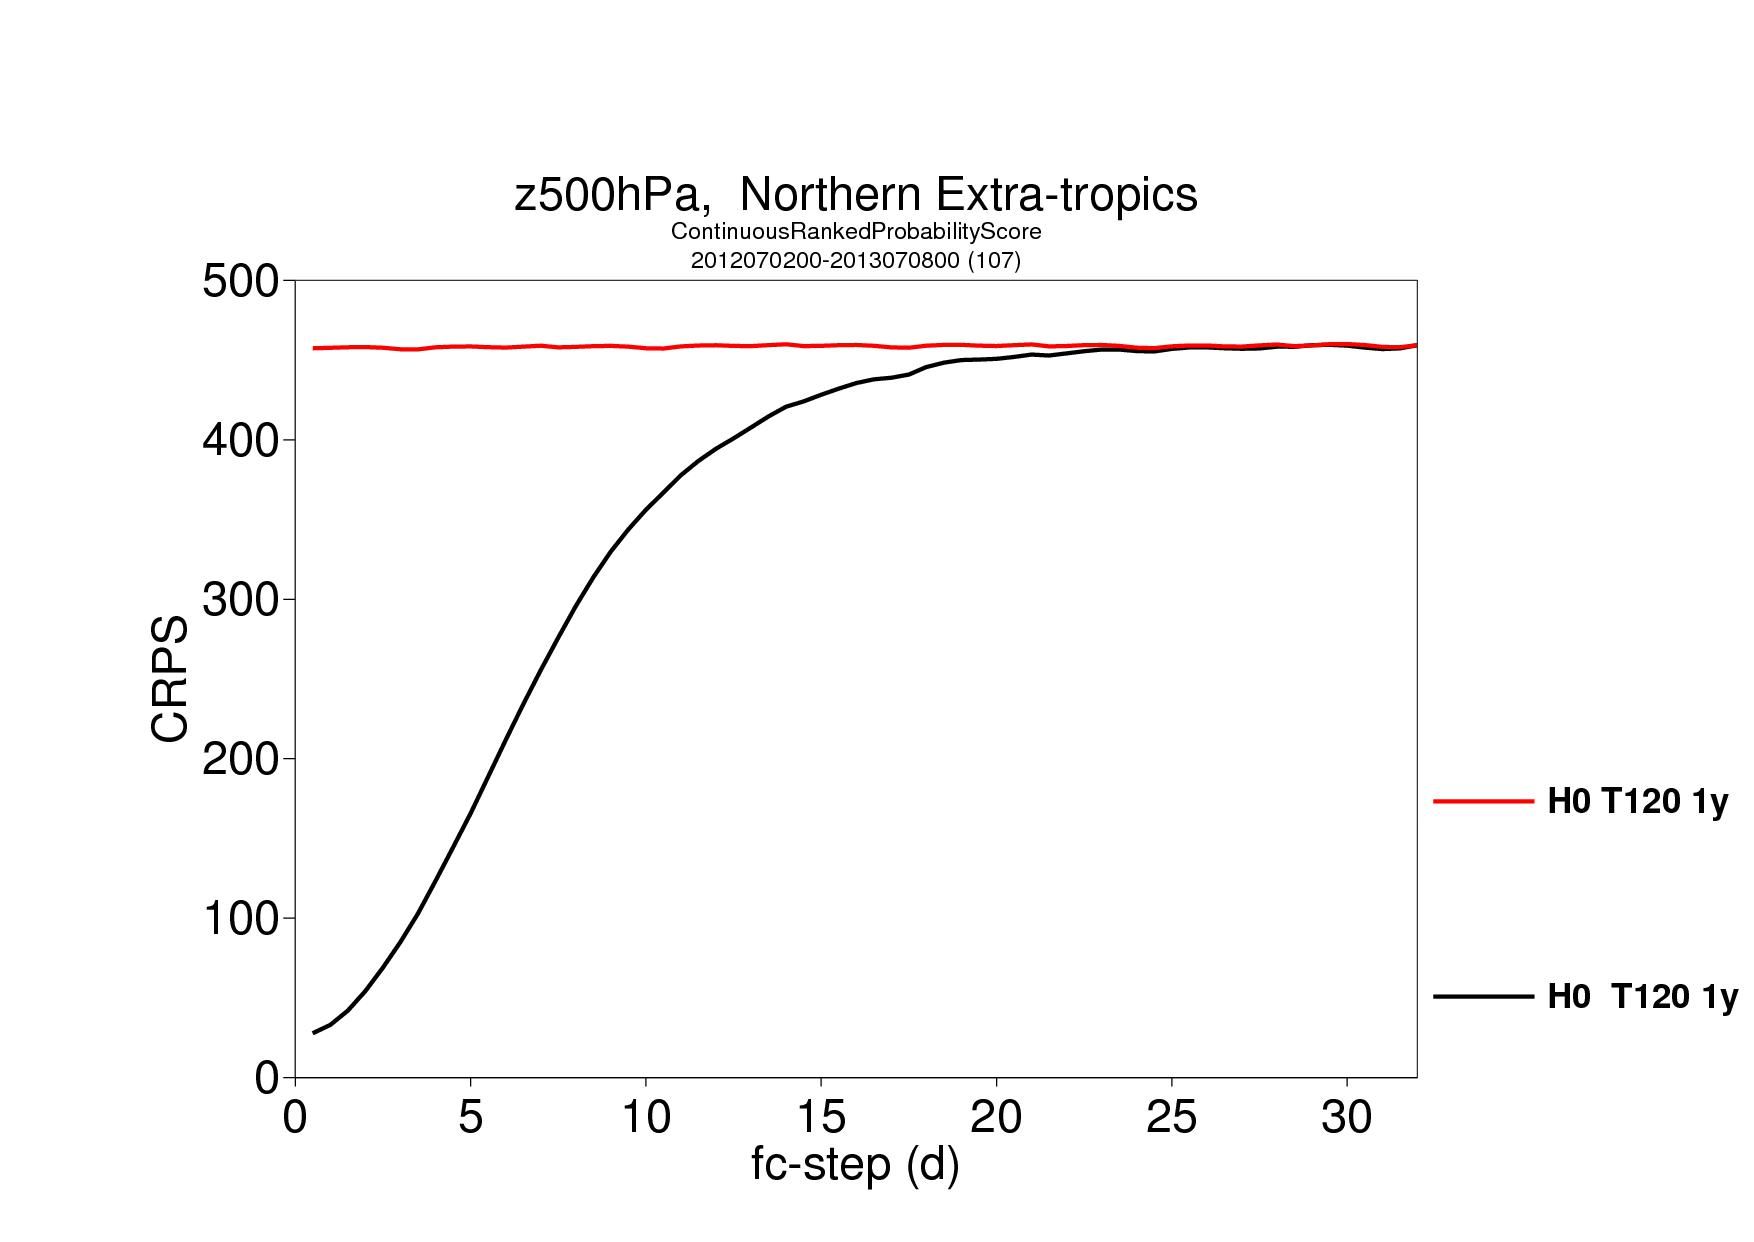 z500hPa,  Northern Extra-tropics
ContinuousRankedProbabilityScore
2012070200-2013070800 (107)
500
400
300
200
100
0
CRPS
0 5 10 15 20 25 30
fc-step (d)
H0 T120 1y
H0  T120 1y